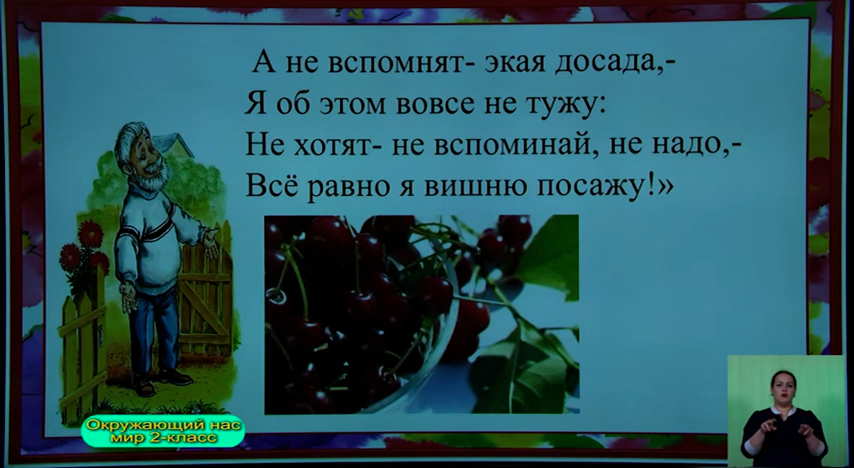 А не вспомнят- экая досада,-
Я об этом вовсе не тужу:
Не хотят- не вспоминай, не надо,-
Всё равно я вишню посажу!»
Окружающий нас
мир 2-класс